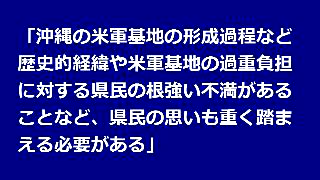 「沖縄の米軍基地の形成過程など
歴史的経緯や米軍基地の過重負担
に対する県民の根強い不満がある
ことなど、県民の思いも重く踏ま
える必要がある」